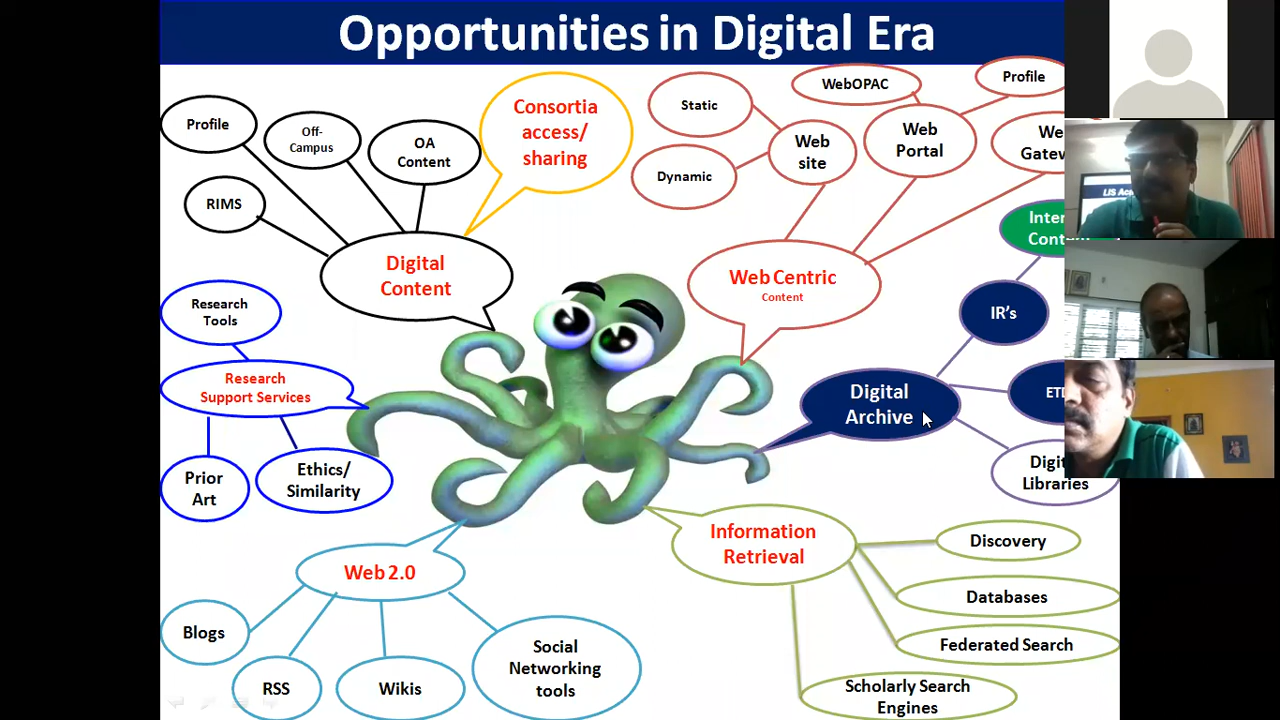 Opportunities in Digital Era
Profile
Off-
Campus
OA
Content
RIMS
Consortia
access/
sharing
Digital
Content
Static
Dynamic
Web
site
WebOPAC
Web
Portal
Profile
Web Centric
Content
IR's
Digital
Archive
Libraries
Research
Tools
Research
Support Services
Prior
Art
Ethics/
Similarity
Web 2.0
Blogs
RSS
Wikis
Social
Networking
tools
Information
Retrieval
Discovery
Databases
Federated Search
Scholarly Search
Engines